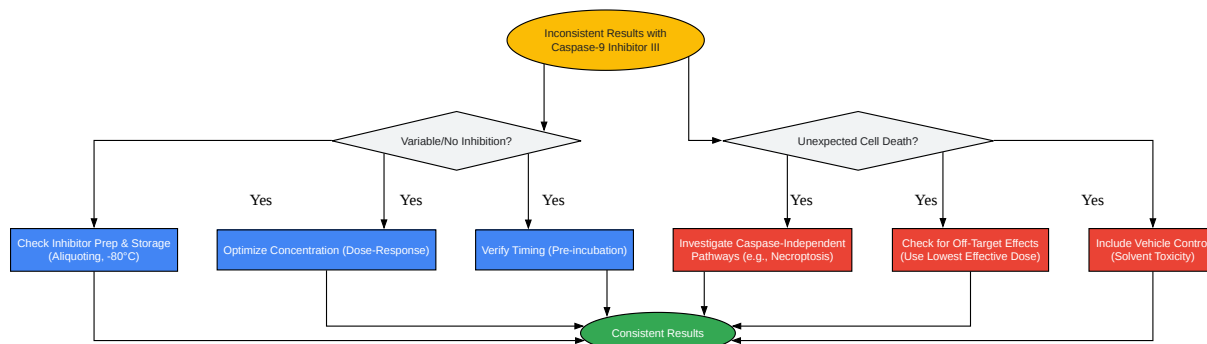 Inconsistent Results with
Caspase-9 Inhibitor III
Variable/No Inhibition?
Unexpected Cell Death?
Yes
Yes
Yes
Yes
Yes
Yes
Check Inhibitor Prep & Storage
(Aliquoting, -80°C)
Optimize Concentration (Dose-Response)
Verify Timing (Pre-incubation)
Investigate Caspase-Independent
Pathways (e.g., Necroptosis)
Check for Off-Target Effects
(Use Lowest Effective Dose)
Include Vehicle Contro
(Solvent Toxicity)
Consistent Results